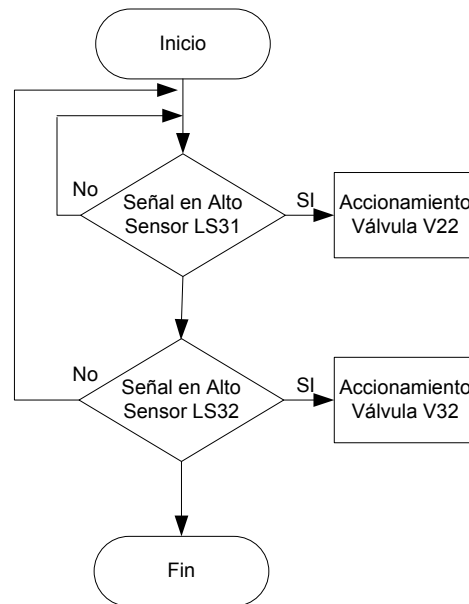 Inicio
No
Señal en Alto
Sensor LS31
SI
Accionamiento
Válvula V22
No
Señal en Alto
Sensor LS32
SI
Accionamiento
Válvula V32
Fin